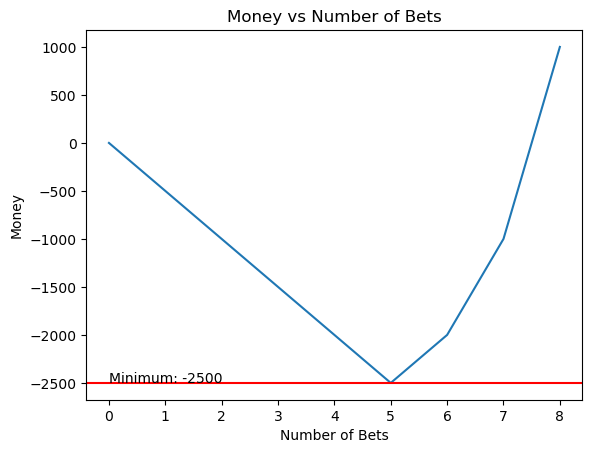 Money vs Number of Bets
1000
500
0
−500
−1000
−1500
−2000
−2500
Money
Minimum: -2500
0 1 2 3 4 5 6 7 8
Number of Bets